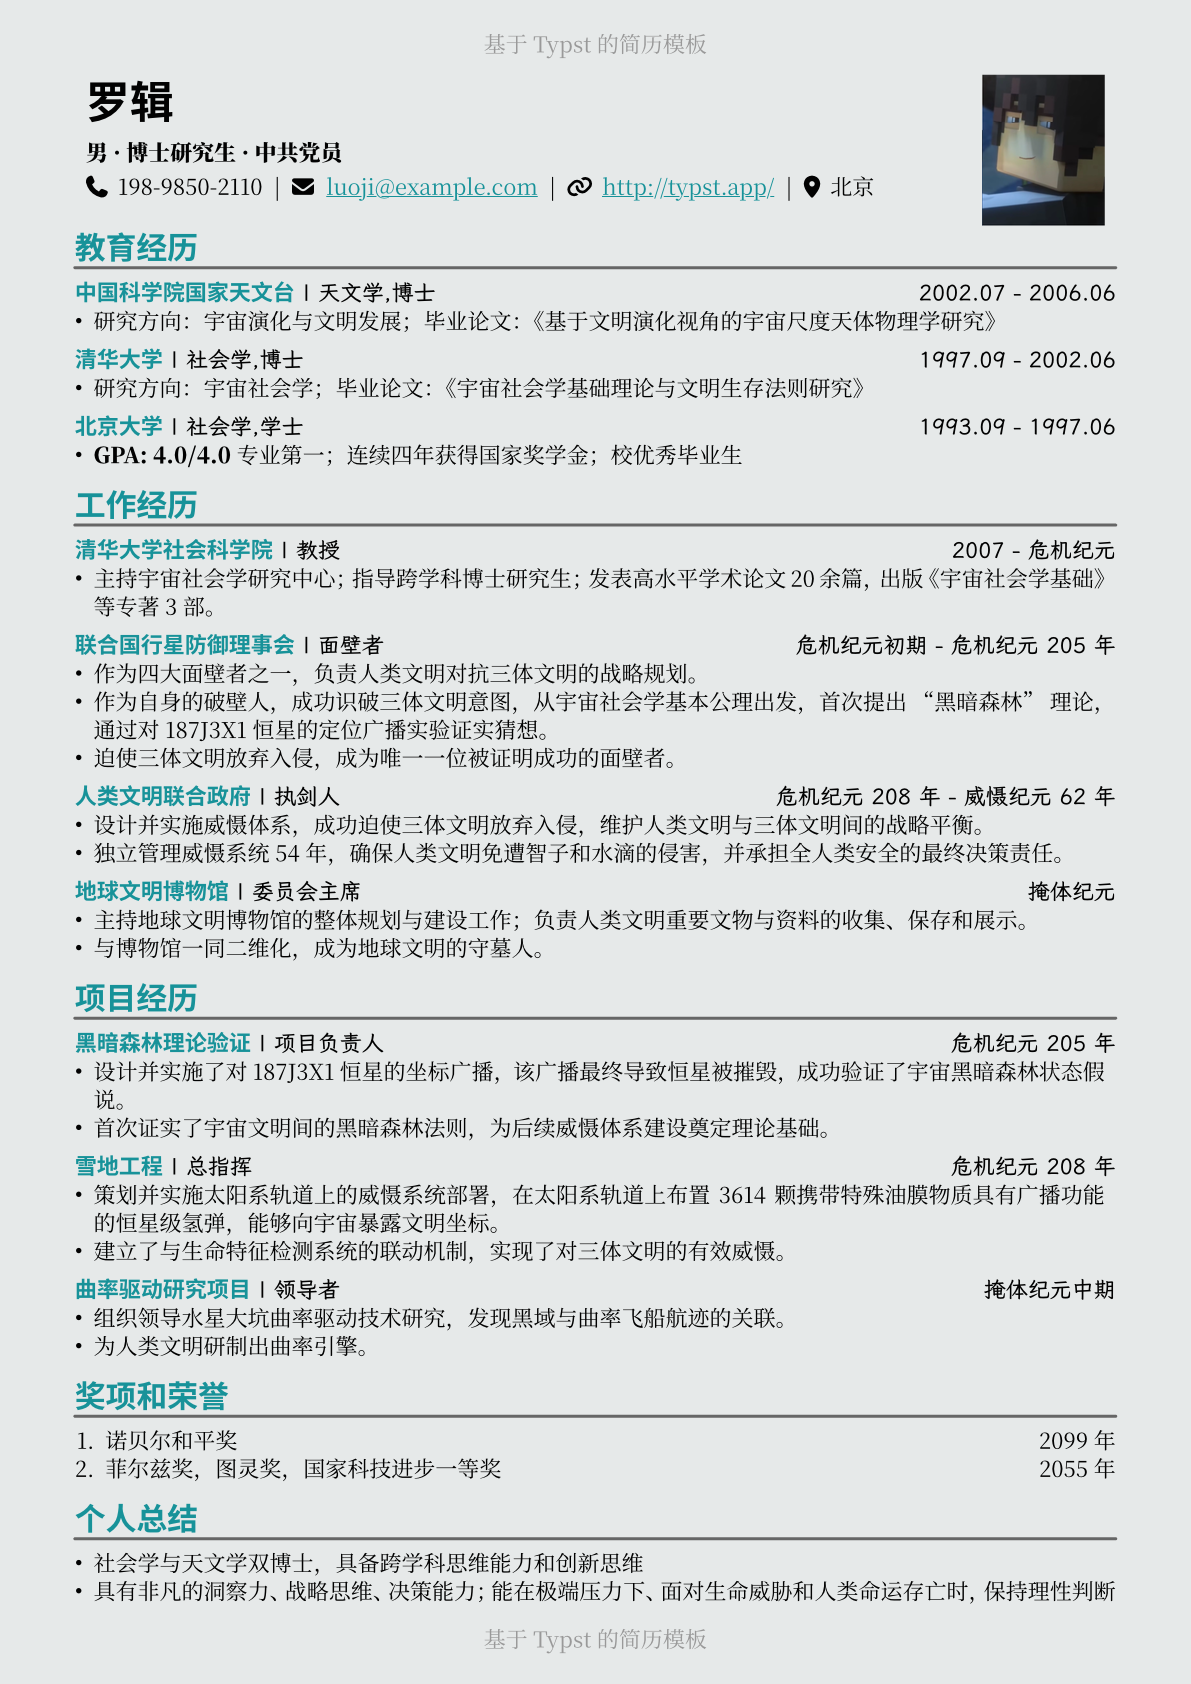 基于 Typst 的简历模板
罗辑
男 · 博士研究生 · 中共党员
198-9850-2110 | luoji@example.com | http://typst.app/ | 北京
教育经历
中国科学院国家天文台 | 天文学,博士 2002.07 - 2006.06
• 研究方向：宇宙演化与文明发展；毕业论文：《基于文明演化视角的宇宙尺度天体物理学研究》
清华大学 | 社会学,博士 1997.09 - 2002.06
• 研究方向：宇宙社会学；毕业论文：《宇宙社会学基础理论与文明生存法则研究》
北京大学 | 社会学,学士 1993.09 - 1997.06
• GPA: 4.0/4.0 专业第一；连续四年获得国家奖学金；校优秀毕业生
工作经历
清华大学社会科学院 | 教授 2007 - 危机纪元
• 主持宇宙社会学研究中心；指导跨学科博士研究生；发表高水平学术论文 20 余篇，出版《宇宙社会学基础》
等专著 3 部。
联合国行星防御理事会 | 面壁者 危机纪元初期 - 危机纪元 205 年
• 作为四大面壁者之一，负责人类文明对抗三体文明的战略规划。
• 作为自身的破壁人，成功识破三体文明意图，从宇宙社会学基本公理出发，首次提出 “黑暗森林” 理论，
通过对 187J3X1 恒星的定位广播实验证实猜想。
• 迫使三体文明放弃入侵，成为唯一一位被证明成功的面壁者。
人类文明联合政府 | 执剑人 危机纪元 208 年 - 威慑纪元 62 年
• 设计并实施威慑体系，成功迫使三体文明放弃入侵，维护人类文明与三体文明间的战略平衡。
• 独立管理威慑系统 54 年，确保人类文明免遭智子和水滴的侵害，并承担全人类安全的最终决策责任。
地球文明博物馆 | 委员会主席 掩体纪元
• 主持地球文明博物馆的整体规划与建设工作；负责人类文明重要文物与资料的收集、保存和展示。
• 与博物馆一同二维化，成为地球文明的守墓人。
项目经历
黑暗森林理论验证 | 项目负责人 危机纪元 205 年
• 设计并实施了对 187J3X1 恒星的坐标广播，该广播最终导致恒星被摧毁，成功验证了宇宙黑暗森林状态假
说。
• 首次证实了宇宙文明间的黑暗森林法则，为后续威慑体系建设奠定理论基础。
雪地工程 | 总指挥 危机纪元 208 年
• 策划并实施太阳系轨道上的威慑系统部署，在太阳系轨道上布置 3614 颗携带特殊油膜物质具有广播功能
的恒星级氢弹，能够向宇宙暴露文明坐标。
• 建立了与生命特征检测系统的联动机制，实现了对三体文明的有效威慑。
曲率驱动研究项目 | 领导者 掩体纪元中期
• 组织领导水星大坑曲率驱动技术研究，发现黑域与曲率飞船航迹的关联。
• 为人类文明研制出曲率引擎。
奖项和荣誉
1. 诺贝尔和平奖 2099 年
2. 菲尔兹奖，图灵奖，国家科技进步一等奖 2055 年
个人总结
• 社会学与天文学双博士，具备跨学科思维能力和创新思维
• 具有非凡的洞察力、战略思维、决策能力；能在极端压力下、面对生命威胁和人类命运存亡时，保持理性判断
基于 Typst 的简历模板